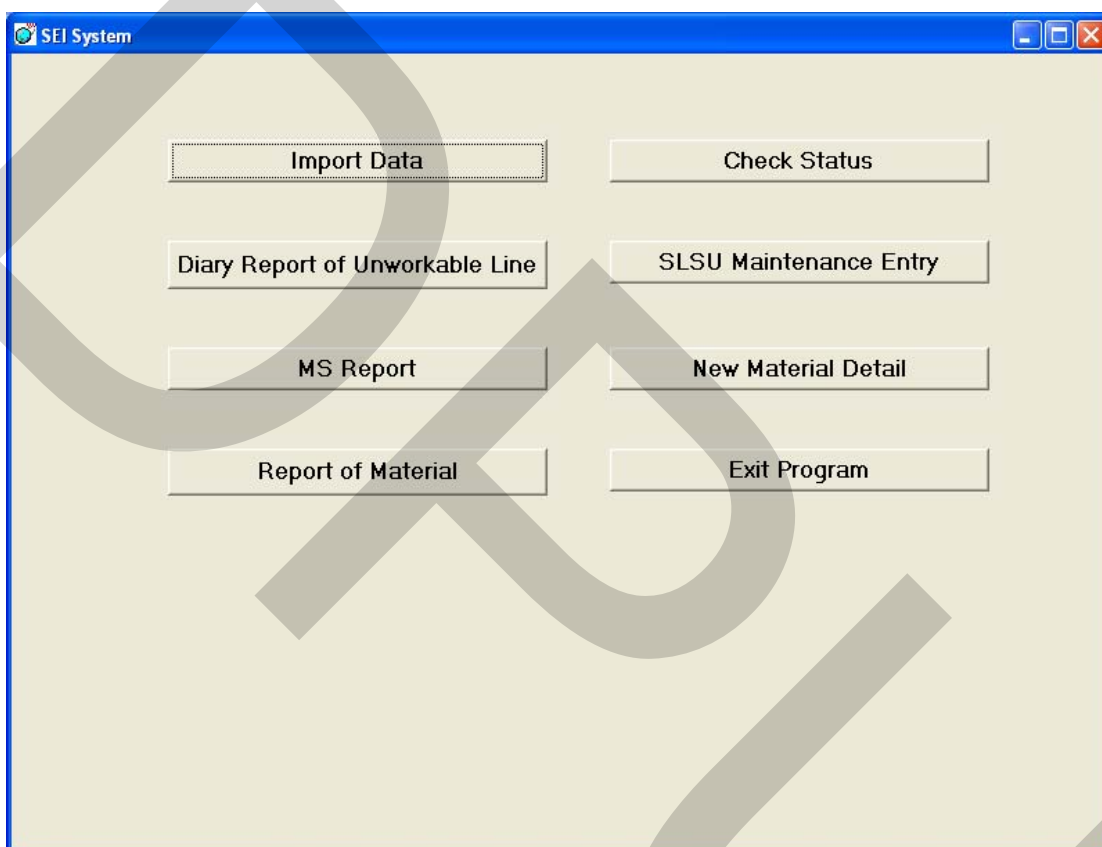 SEI System
Import Data
Check Status
Diary Report of Unworkable Line
SLSU Maintenance Entry
MS Report
New Material Detail
Report of Material
Exit Program